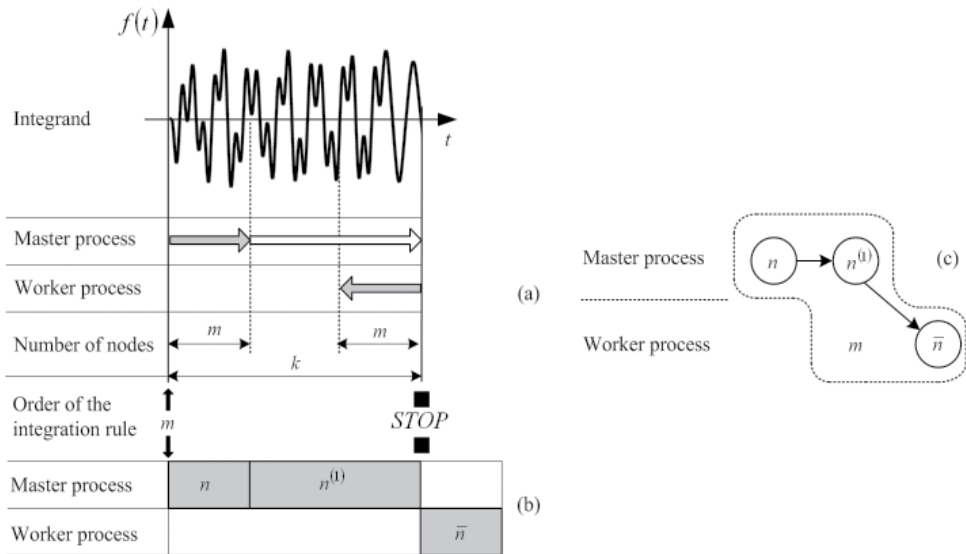 f(t)
Integrand
t
Master process
Worker process
(a)
Number of nodes
m
m
k
Order of the
integration rule
m
STOP
Master process
n
n^(1)
(b)
Worker process
n̄
Master process
n
n^(1)
(c)
Worker process
m
n̄